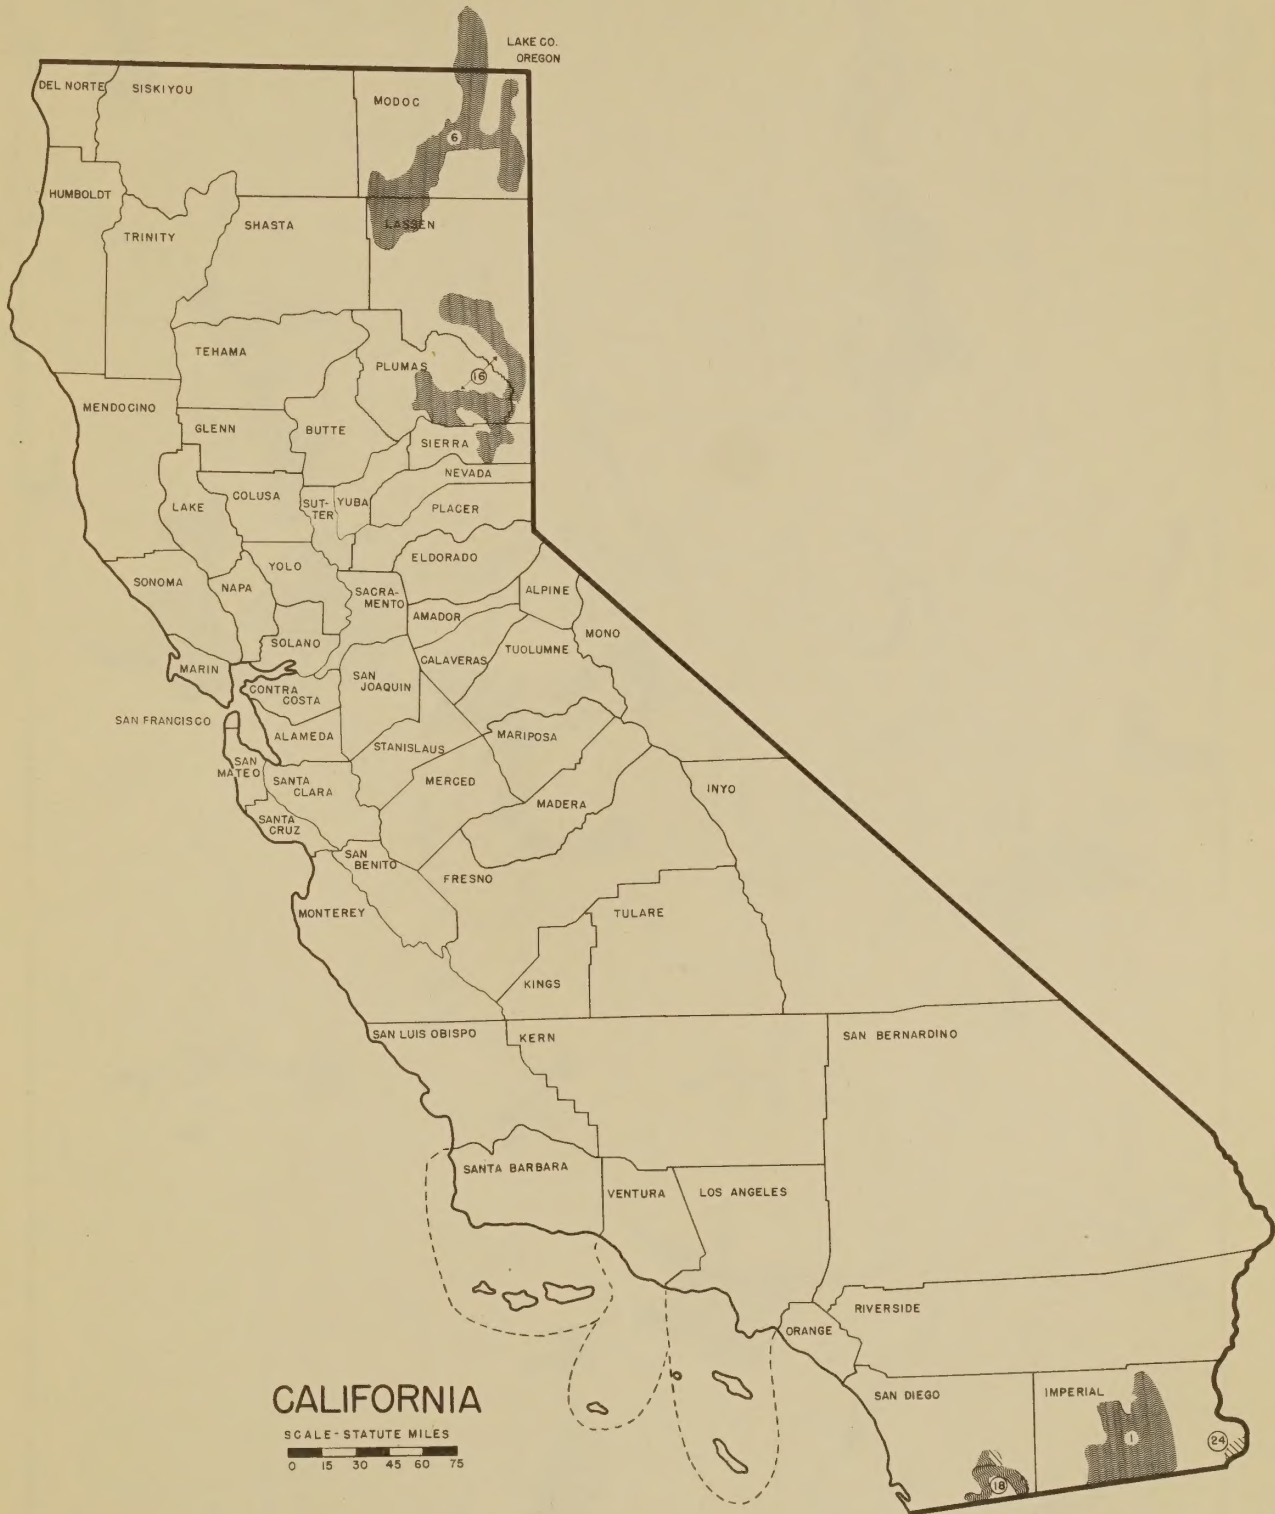 LAKE CO.
OREGON
DEL NORTE
SISKIYOU
MODOC
6
HUMBOLDT
TRINITY
SHASTA
LASSEN
TEHAMA
PLUMAS
16
MENDOCINO
GLENN
BUTTE
SIERRA
NEVADA
LAKE
COLUSA
SUT-
TER
YUBA
PLACER
SONOMA
NAPA
YOLO
ELDORADO
SACRA-
MENTO
ALPINE
AMADOR
SOLANO
MONO
MARIN
CALAVERAS
TUOLUMNE
CONTRA
COSTA
SAN
JOAQUIN
SAN FRANCISCO
ALAMEDA
STANISLAUS
MARIPOSA
SAN
MATEO
SANTA
CLARA
MERCED
INYO
MADERA
SANTA
CRUZ
SAN
BENITO
FRESNO
MONTEREY
TULARE
KINGS
SAN LUIS OBISPO
KERN
SAN BERNARDINO
SANTA BARBARA
VENTURA
LOS ANGELES
RIVERSIDE
ORANGE
SAN DIEGO
IMPERIAL
1
24
18
CALIFORNIA
SCALE-STATUTE MILES
0 15 30 45 60 75